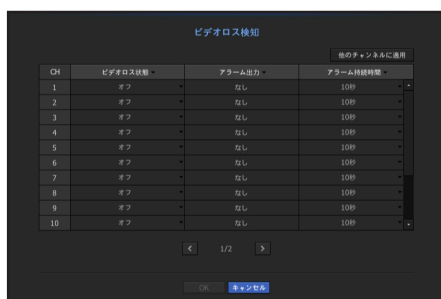 ビデオロス検知
他のチャンネルに適用
CH ビデオロス状態 アラーム出力 アラーム持続時間
1 オフ なし 10秒
2 オフ なし 10秒
3 オフ なし 10秒
4 オフ なし 10秒
5 オフ なし 10秒
6 オフ なし 10秒
7 オフ なし 10秒
8 オフ なし 10秒
9 オフ なし 10秒
10 オフ なし 10秒
< 1/2 >
OK キャンセル